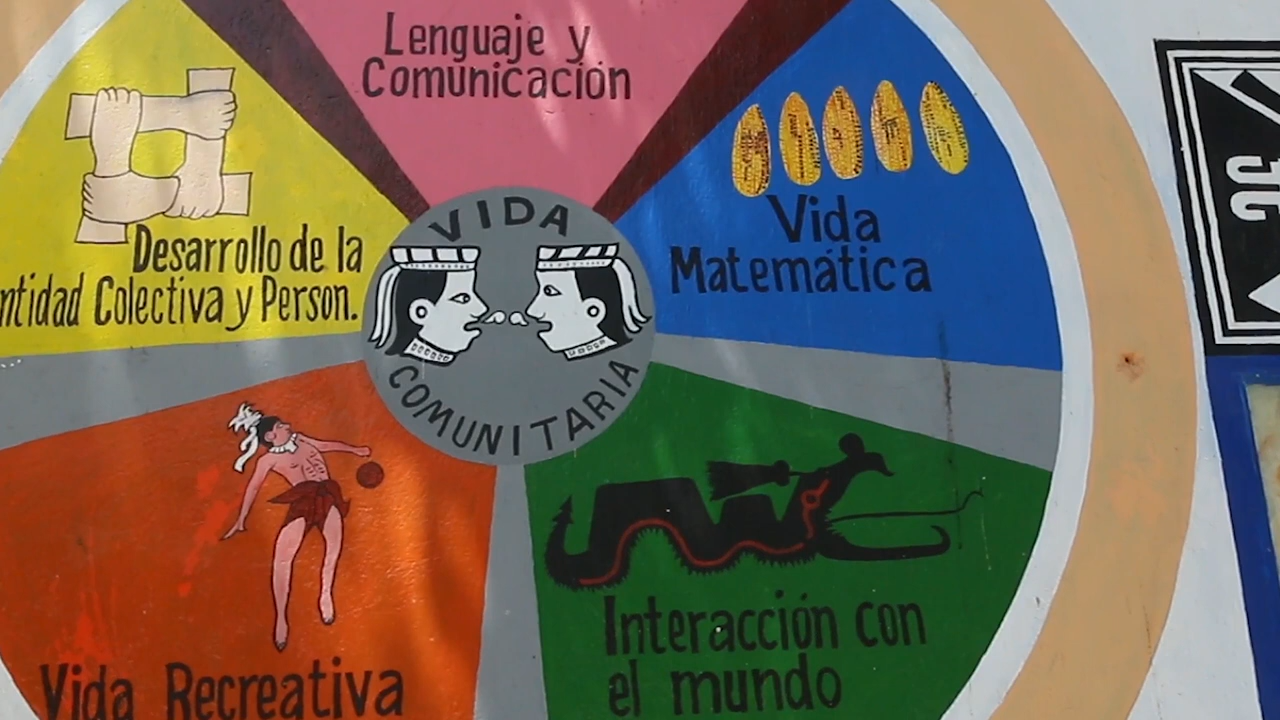 Lenguaje y
Comunicación
Vida
Matemática
Desarrollo de la
ntidad Colectiva y Person.
VIDA
COMUNITARIA
Interacción con
el mundo
Vida Recreativa